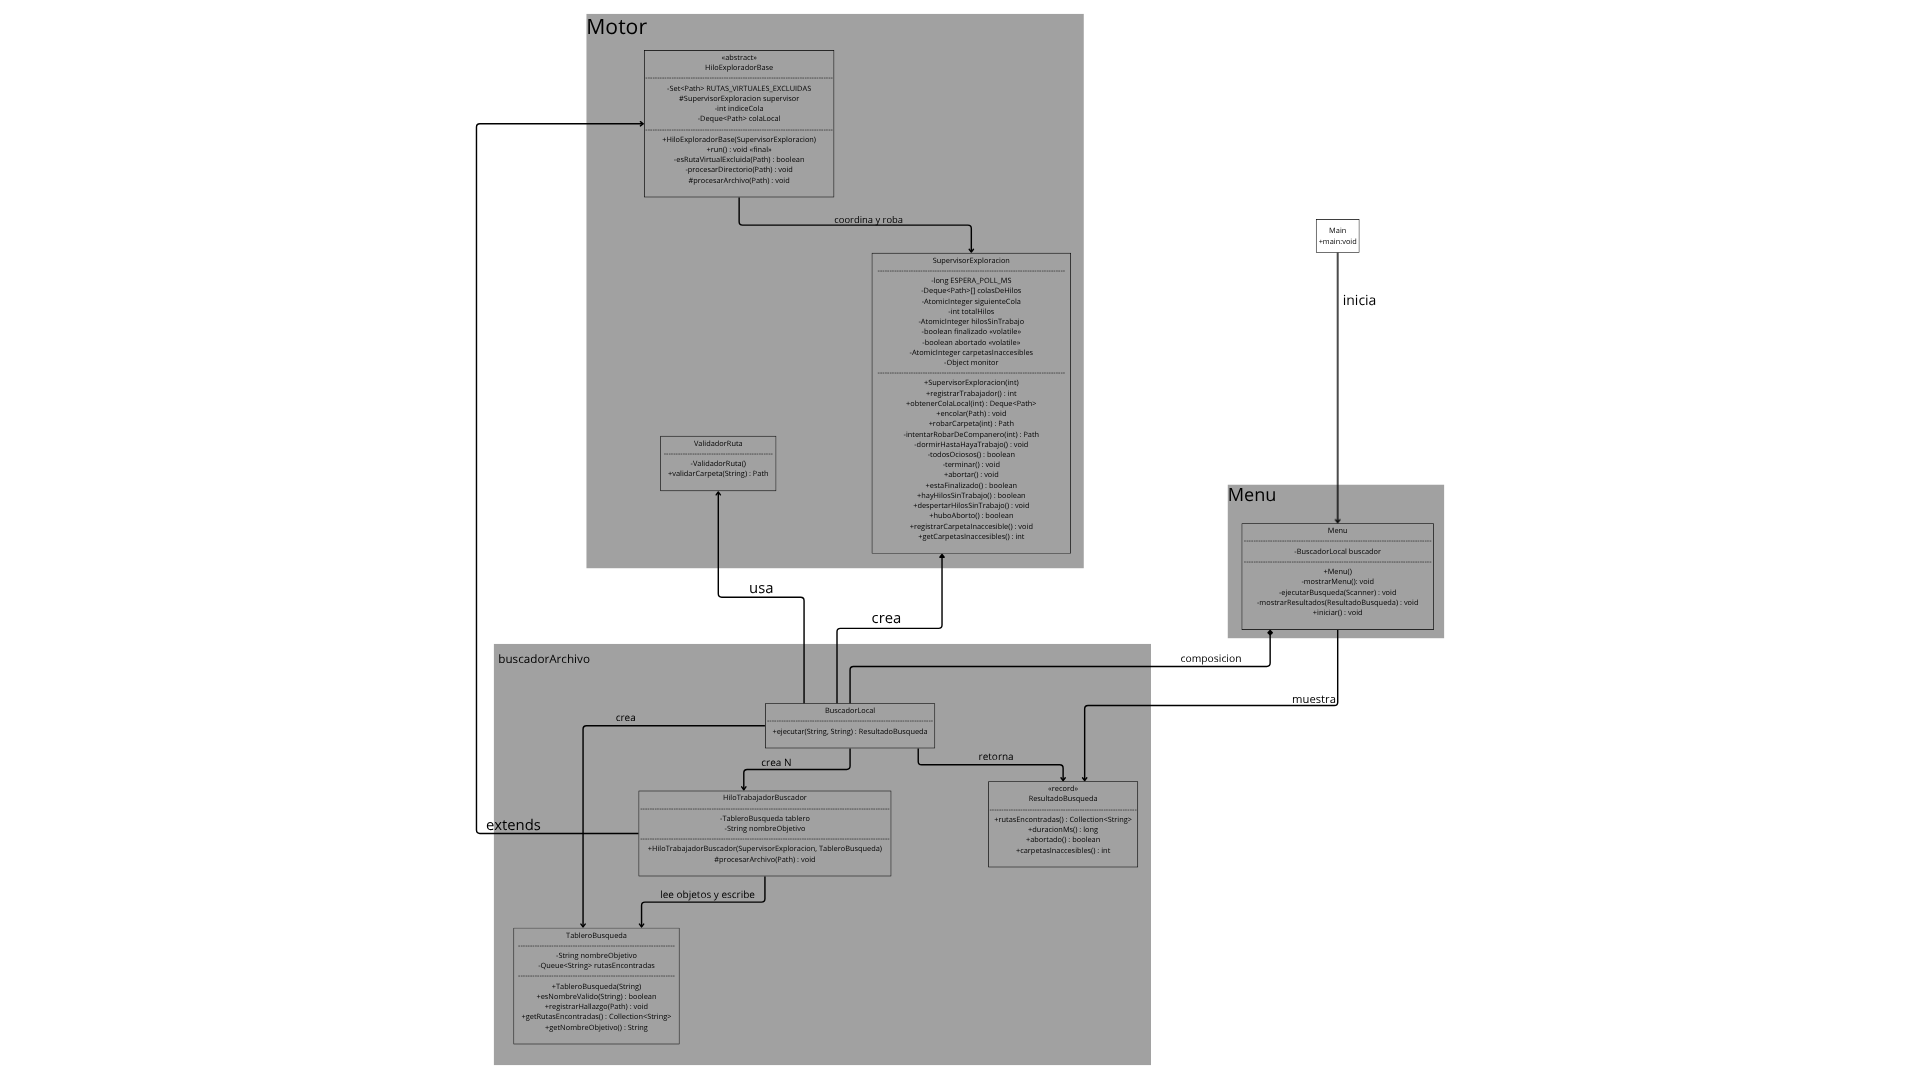 Motor
«abstract»
HiloExploradorBase
-Set<Path> RUTAS_VIRTUALES_EXCLUIDAS
#SupervisorExploracion supervisor
-int indiceCola
-Deque<Path> colaLocal
+HiloExploradorBase(SupervisorExploracion)
+run() : void «final»
-esRutaVirtualExcluida(Path) : boolean
-procesarDirectorio(Path) : void
#procesarArchivo(Path) : void
coordina y roba
SupervisorExploracion
-long ESPERA_POLL_MS
-Deque<Path>[] colasDeHilos
-AtomicInteger siguienteCola
-int totalHilos
-AtomicInteger hilosSinTrabajo
-boolean finalizado «volatile»
-boolean abortado «volatile»
-AtomicInteger carpetasInaccesibles
-Object monitor
+SupervisorExploracion(int)
+registrarTrabajador() : int
+obtenerColaLocal(int) : Deque<Path>
+encolar(Path) : void
+robarCarpeta(int) : Path
-intentarRobarDeCompanero(int) : Path
-dormirHastaHayaTrabajo() : void
-todosOciosos() : boolean
-terminar() : void
+abortar() : void
+estaFinalizado() : boolean
+hayHilosSinTrabajo() : boolean
+despertarHilosSinTrabajo() : void
+huboAborto() : boolean
+registrarCarpetaInaccesible() : void
+getCarpetasInaccesibles() : int
ValidadorRuta
-ValidadorRuta()
+validarCarpeta(String) : Path
Main
+main:void
inicia
Menu
Menu
-BuscadorLocal buscador
+Menu()
-mostrarMenu(): void
-ejecutarBusqueda(Scanner) : void
-mostrarResultados(ResultadoBusqueda) : void
+iniciar() : void
usa
crea
composicion
muestra
buscadorArchivo
BuscadorLocal
+ejecutar(String, String) : ResultadoBusqueda
crea
crea N
retorna
extends
HiloTrabajadorBuscador
-TableroBusqueda tablero
-String nombreObjetivo
+HiloTrabajadorBuscador(SupervisorExploracion, TableroBusqueda)
#procesarArchivo(Path) : void
«record»
ResultadoBusqueda
+rutasEncontradas() : Collection<String>
+duracionMs() : long
+abortado() : boolean
+carpetasInaccesibles() : int
lee objetos y escribe
TableroBusqueda
-String nombreObjetivo
-Queue<String> rutasEncontradas
+TableroBusqueda(String)
+esNombreValido(String) : boolean
+registrarHallazgo(Path) : void
+getRutasEncontradas() : Collection<String>
+getNombreObjetivo() : String